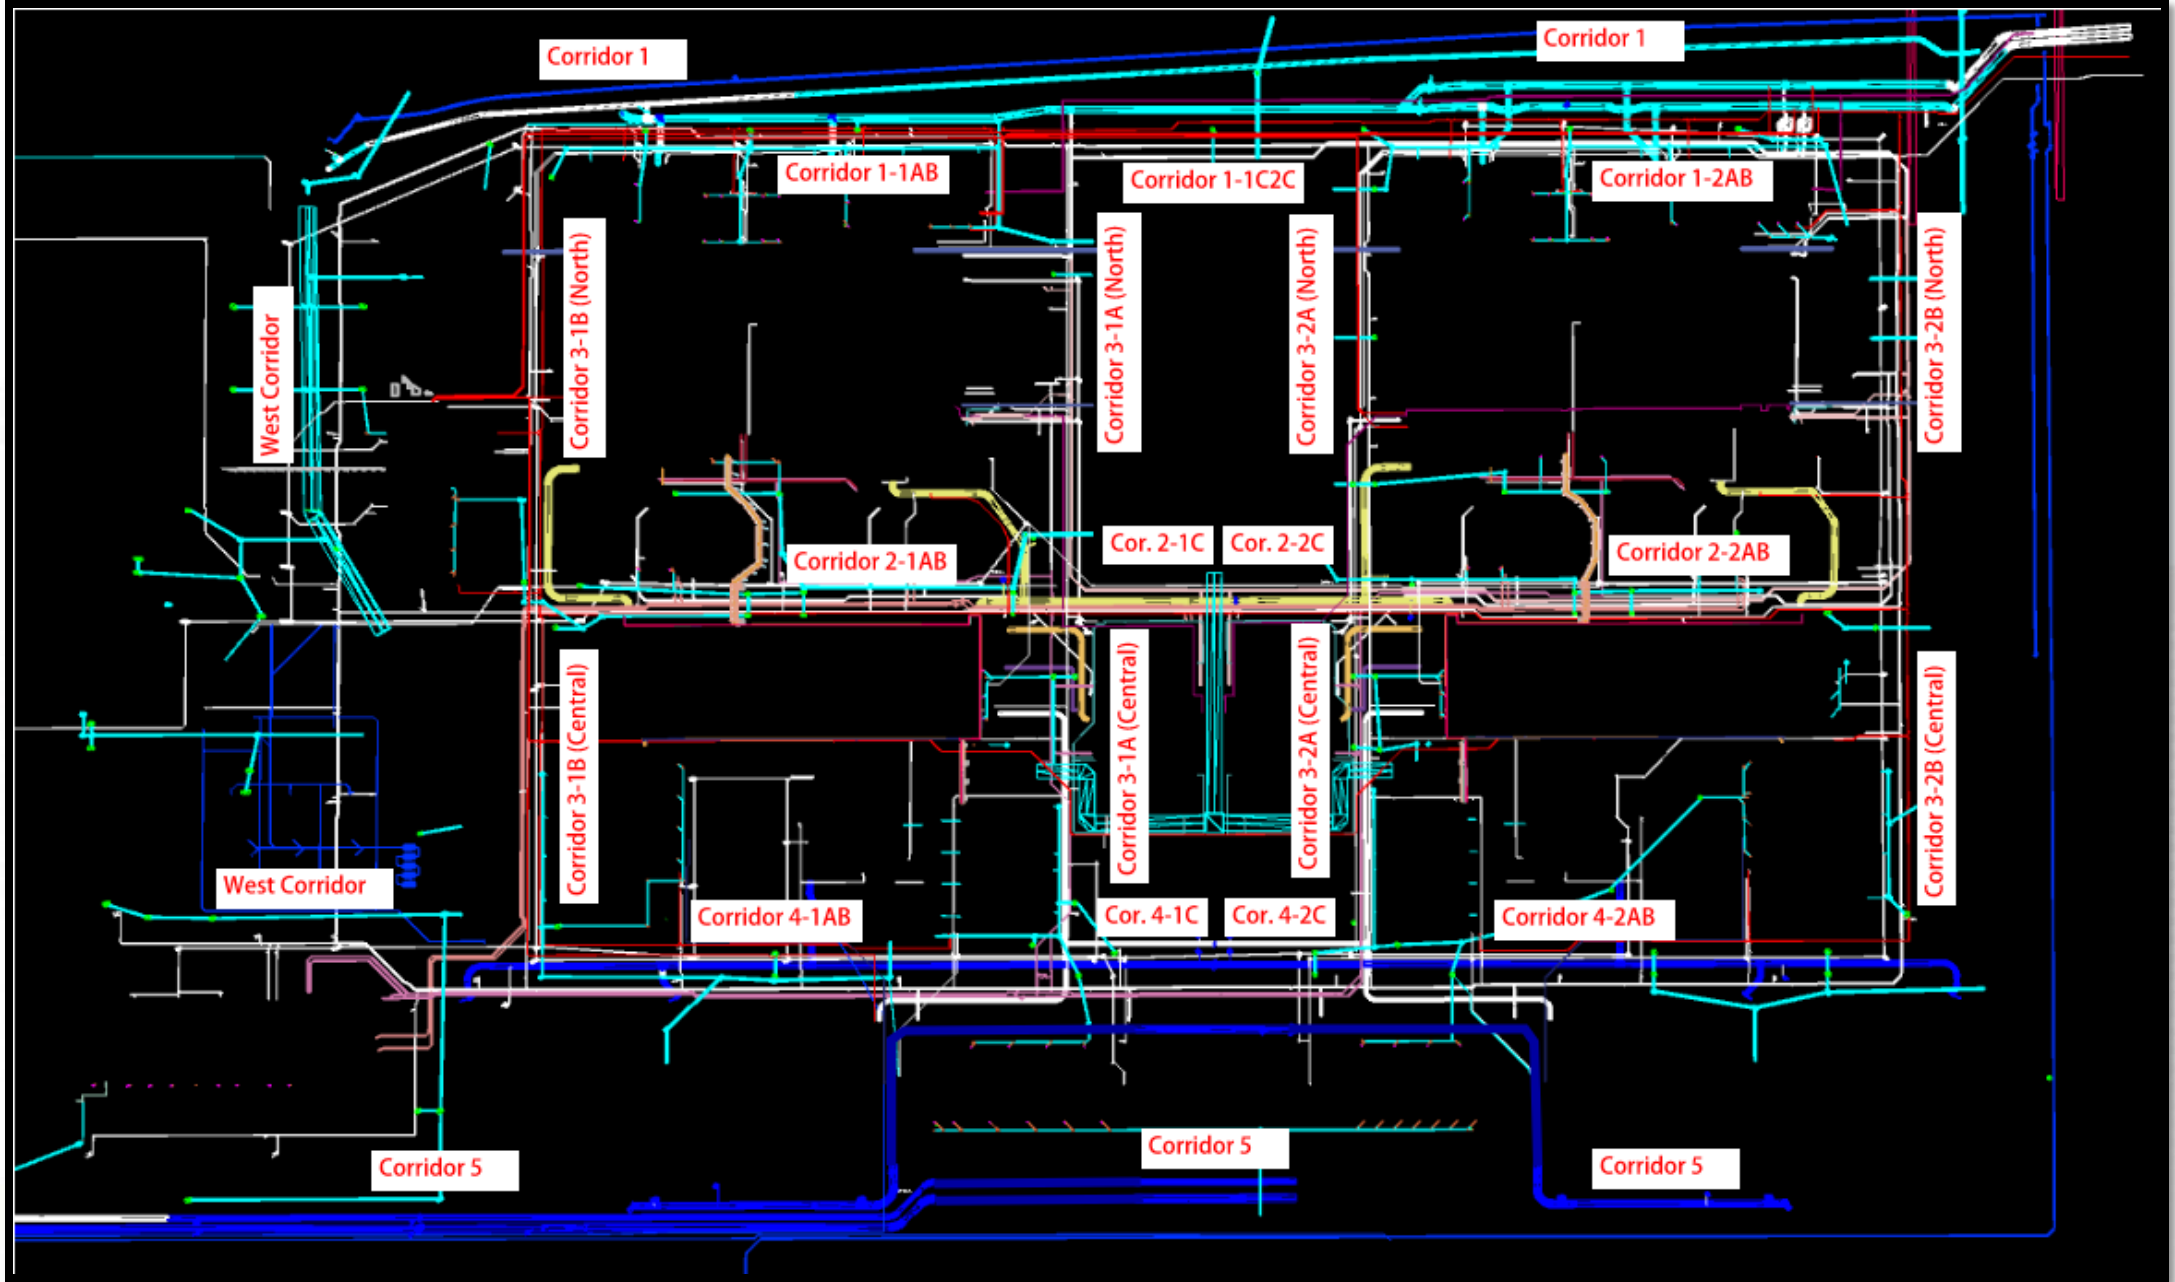 Corridor 1
Corridor 1
Corridor 1-1AB
Corridor 1-1C2C
Corridor 1-2AB
West Corridor
Corridor 3-1B (North)
Corridor 3-1A (North)
Corridor 3-2A (North)
Corridor 3-2B (North)
Corridor 2-1AB
Cor. 2-1C
Cor. 2-2C
Corridor 2-2AB
Corridor 3-1B (Central)
Corridor 3-1A (Central)
Corridor 3-2A (Central)
Corridor 3-2B (Central)
West Corridor
Corridor 4-1AB
Cor. 4-1C
Cor. 4-2C
Corridor 4-2AB
Corridor 5
Corridor 5
Corridor 5